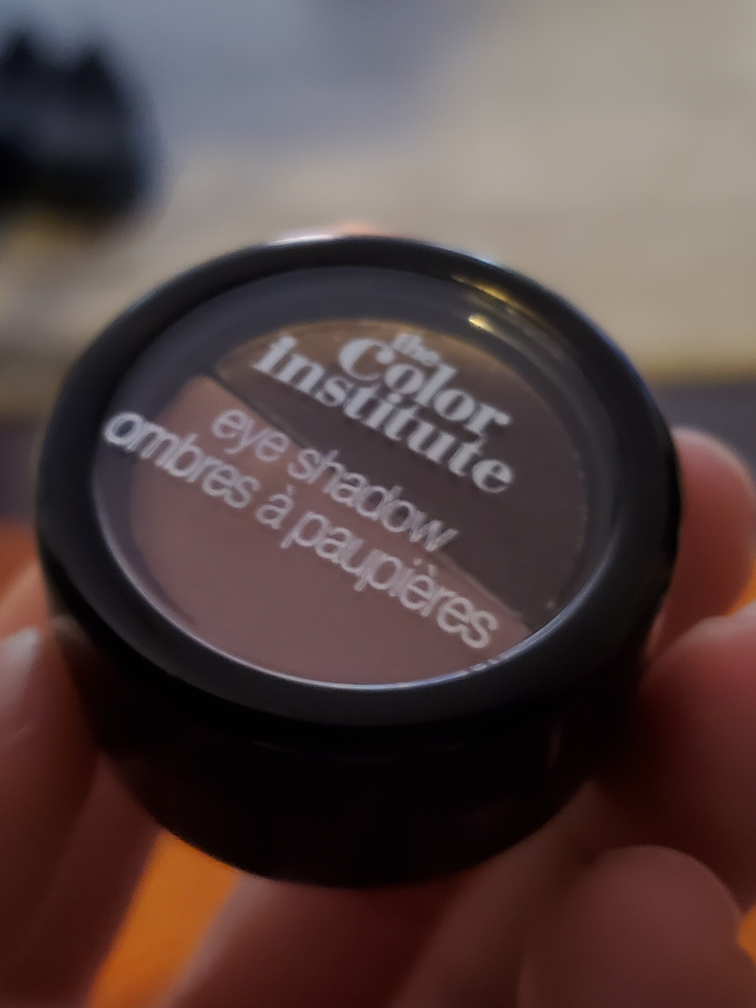 the
Color
institute
eye shadow
ombres à paupières